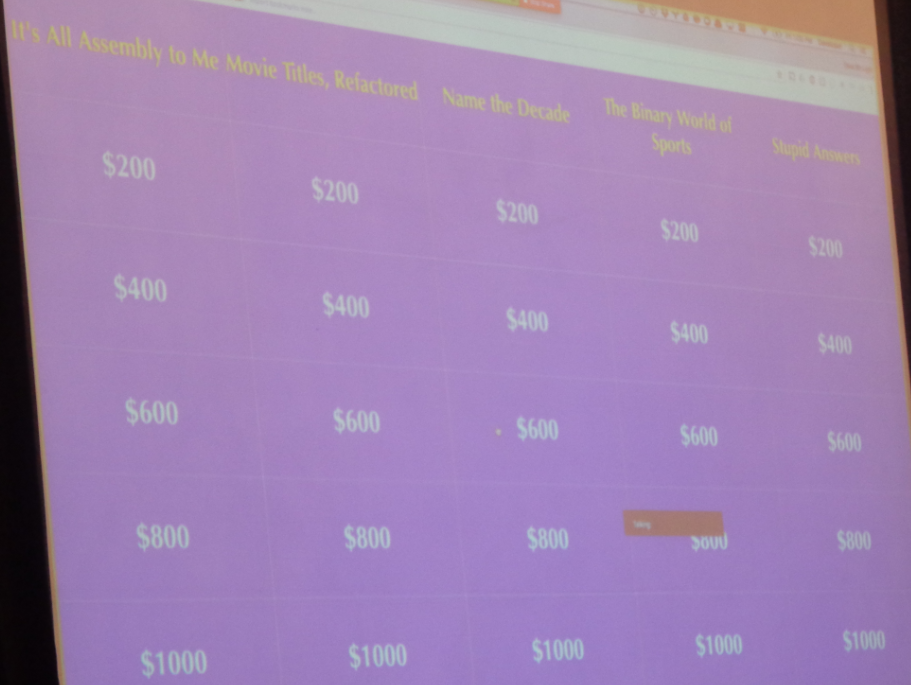 It's All Assembly to Me Movie Titles, Refactored Name the Decade The Binary World of Sports Stupid Answers
$200 $200 $200 $200 $200
$400 $400 $400 $400 $400
$600 $600 $600 $600 $600
$800 $800 $800 $800 $800
$1000 $1000 $1000 $1000 $1000